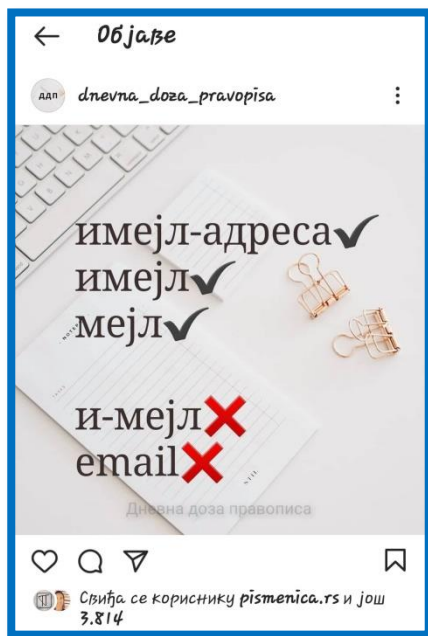 Објаве
ддп
dnevna_doza_pravopisa
имејл-адреса
имејл
мејл
и-мејл
email
Дневна доза правописа
Свиђа се кориснику pismenica.rs и још
3.814